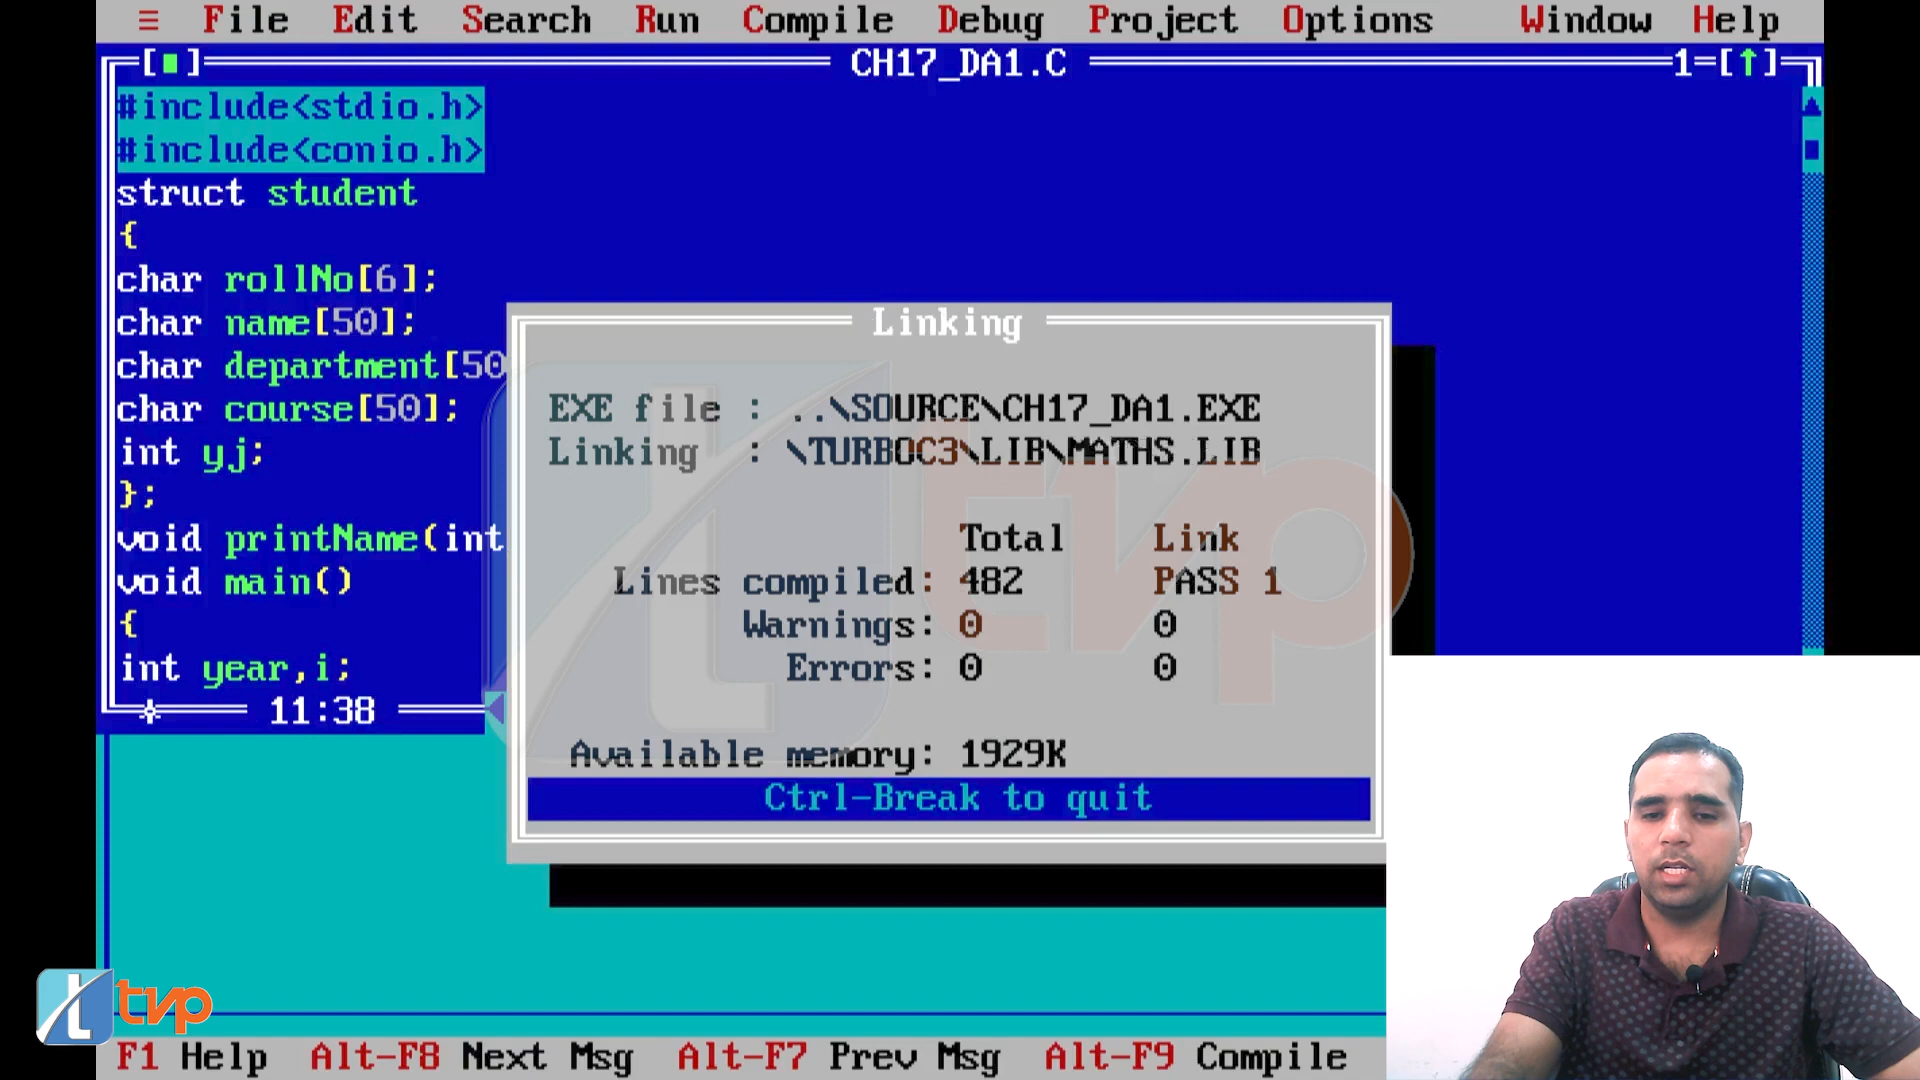 ≡ File Edit Search Run Compile Debug Project Options Window Help
[■] CH17_DA1.C 1=[↑]
#include<stdio.h>
#include<conio.h>
struct student
{
char rollNo[6];
char name[50];
char department[50
char course[50];
int yj;
};
void printName(int
void main()
{
int year,i;
11:38
Linking
EXE file : ..\SOURCE\CH17_DA1.EXE
Linking : \TURBOC3\LIB\MATHS.LIB
Total Link
Lines compiled: 482 PASS 1
Warnings: 0 0
Errors: 0 0
Available memory: 1929K
Ctrl-Break to quit
tvp
tvp
F1 Help Alt-F8 Next Msg Alt-F7 Prev Msg Alt-F9 Compile